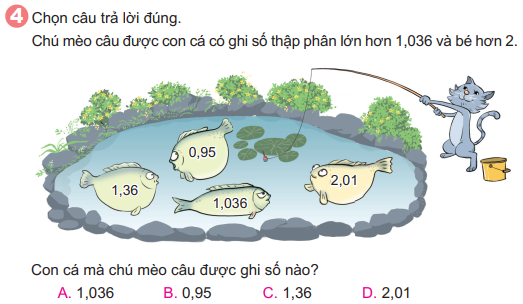 4 Chọn câu trả lời đúng.
Chú mèo câu được con cá có ghi số thập phân lớn hơn 1,036 và bé hơn 2.
0,95
1,36
2,01
1,036
Con cá mà chú mèo câu được ghi số nào?
A. 1,036 B. 0,95 C. 1,36 D. 2,01